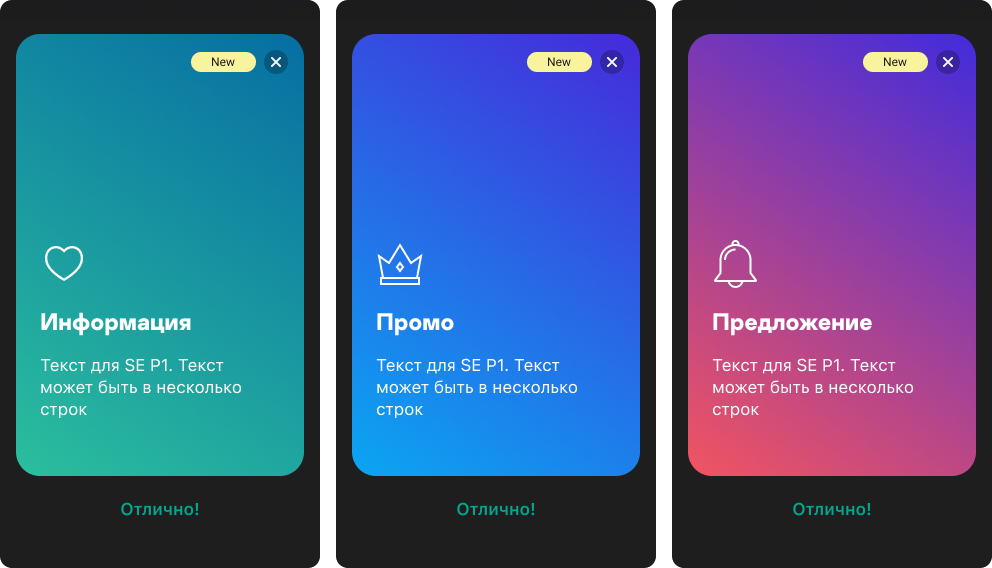 New
Информация
Текст для SE P1. Текст
может быть в несколько
строк
Отлично!
New
Промо
Текст для SE P1. Текст
может быть в несколько
строк
Отлично!
New
Предложение
Текст для SE P1. Текст
может быть в несколько
строк
Отлично!